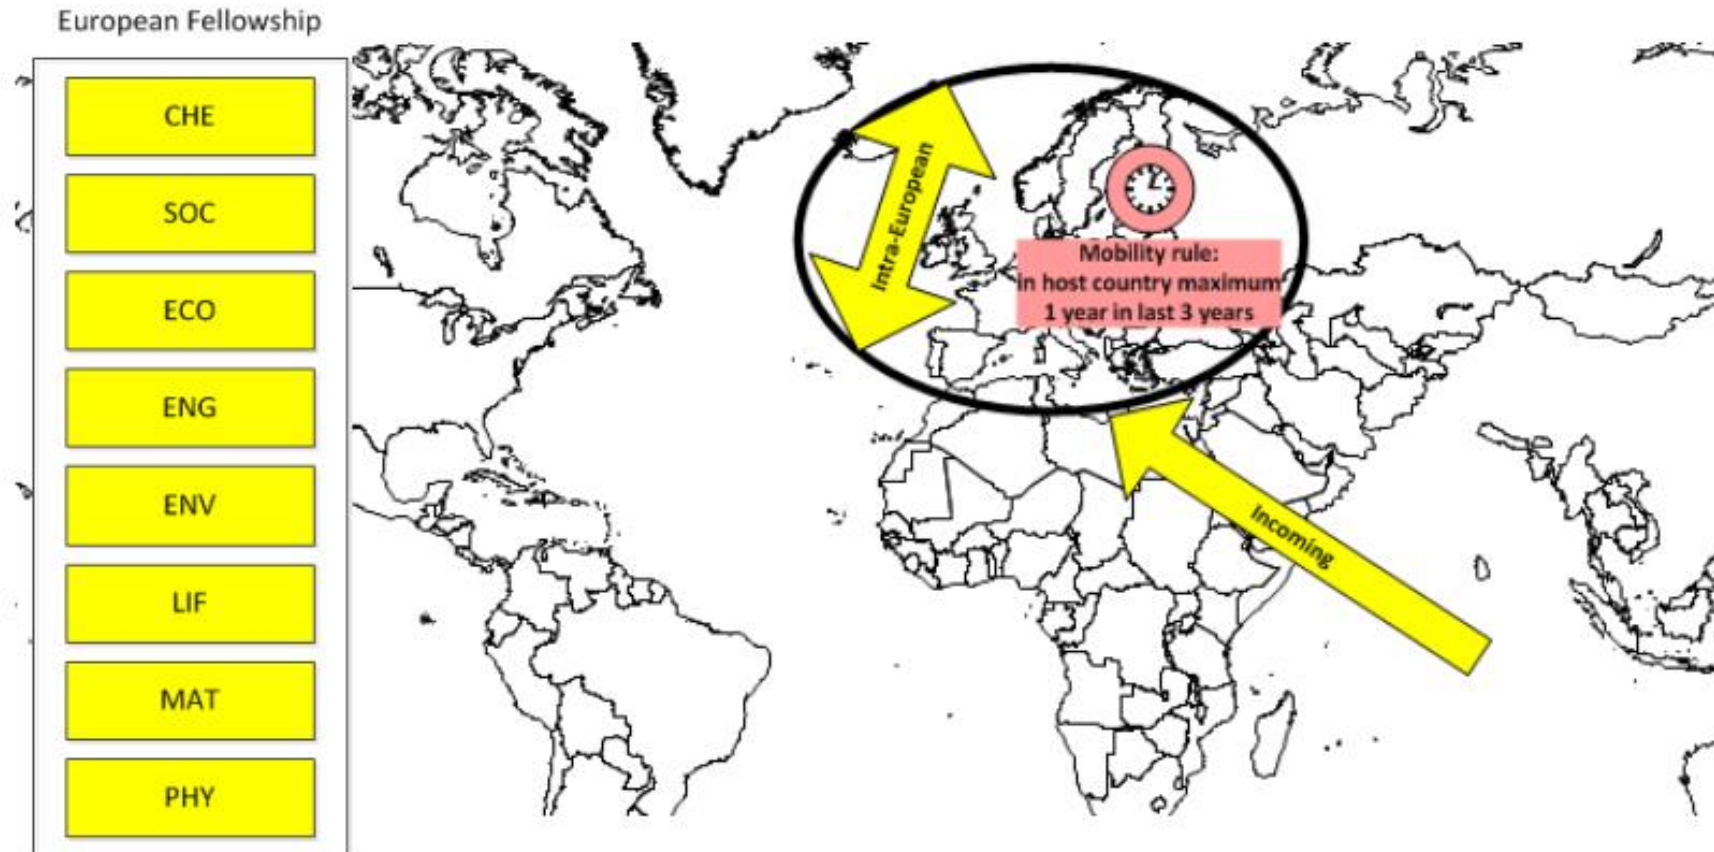 European Fellowship
CHE
SOC
ECO
ENG
ENV
LIF
MAT
PHY
Intra-European
Mobility rule:
in host country maximum
1 year in last 3 years
Incoming